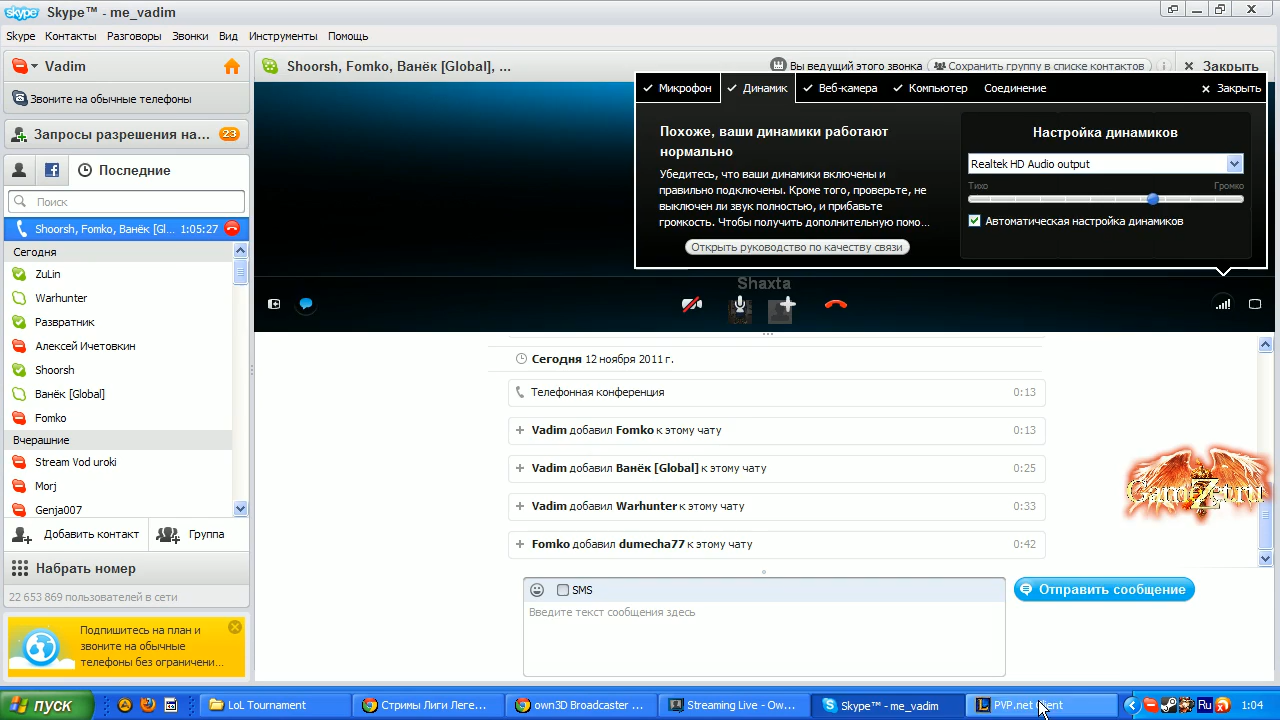 Skype™ - me_vadim
Skype Контакты Разговоры Звонки Вид Инструменты Помощь
Vadim
Звоните на обычные телефоны
Запросы разрешения на... 23
Последние
Поиск
Shoorsh, Fomko, Ванёк [Gl... 1:05:27
Сегодня
ZuLin
Warhunter
Развратник
Алексей Ичетовкин
Shoorsh
Ванёк [Global]
Fomko
Вчерашние
Stream Vod uroki
Morj
Genja007
Добавить контакт Группа
Набрать номер
22 653 869 пользователей в сети
Подпишитесь на план и
звоните на обычные
телефоны без ограничени...
Shoorsh, Fomko, Ванёк [Global], ...
Вы ведущий этого звонка Сохранить группу в списке контактов Закрыть
Микрофон Динамик Веб-камера Компьютер Соединение Закрыть
Похоже, ваши динамики работают
нормально
Убедитесь, что ваши динамики включены и
правильно подключены. Кроме того, проверьте, не
выключен ли звук полностью, и прибавьте
громкость. Чтобы получить дополнительную помо...
Открыть руководство по качеству связи
Настройка динамиков
Realtek HD Audio output
Тихо Громко
Автоматическая настройка динамиков
Shaxta
Сегодня 12 ноября 2011 г.
Телефонная конференция 0:13
Vadim добавил Fomko к этому чату 0:13
Vadim добавил Ванёк [Global] к этому чату 0:25
Vadim добавил Warhunter к этому чату 0:33
Fomko добавил dumecha77 к этому чату 0:42
GameZet.ru
SMS
Введите текст сообщения здесь
Отправить сообщение
пуск LoL Tournament Стримы Лиги Леге... own3D Broadcaster ... Streaming Live - Ow... Skype™ - me_vadim PVP.net Ru 1:04